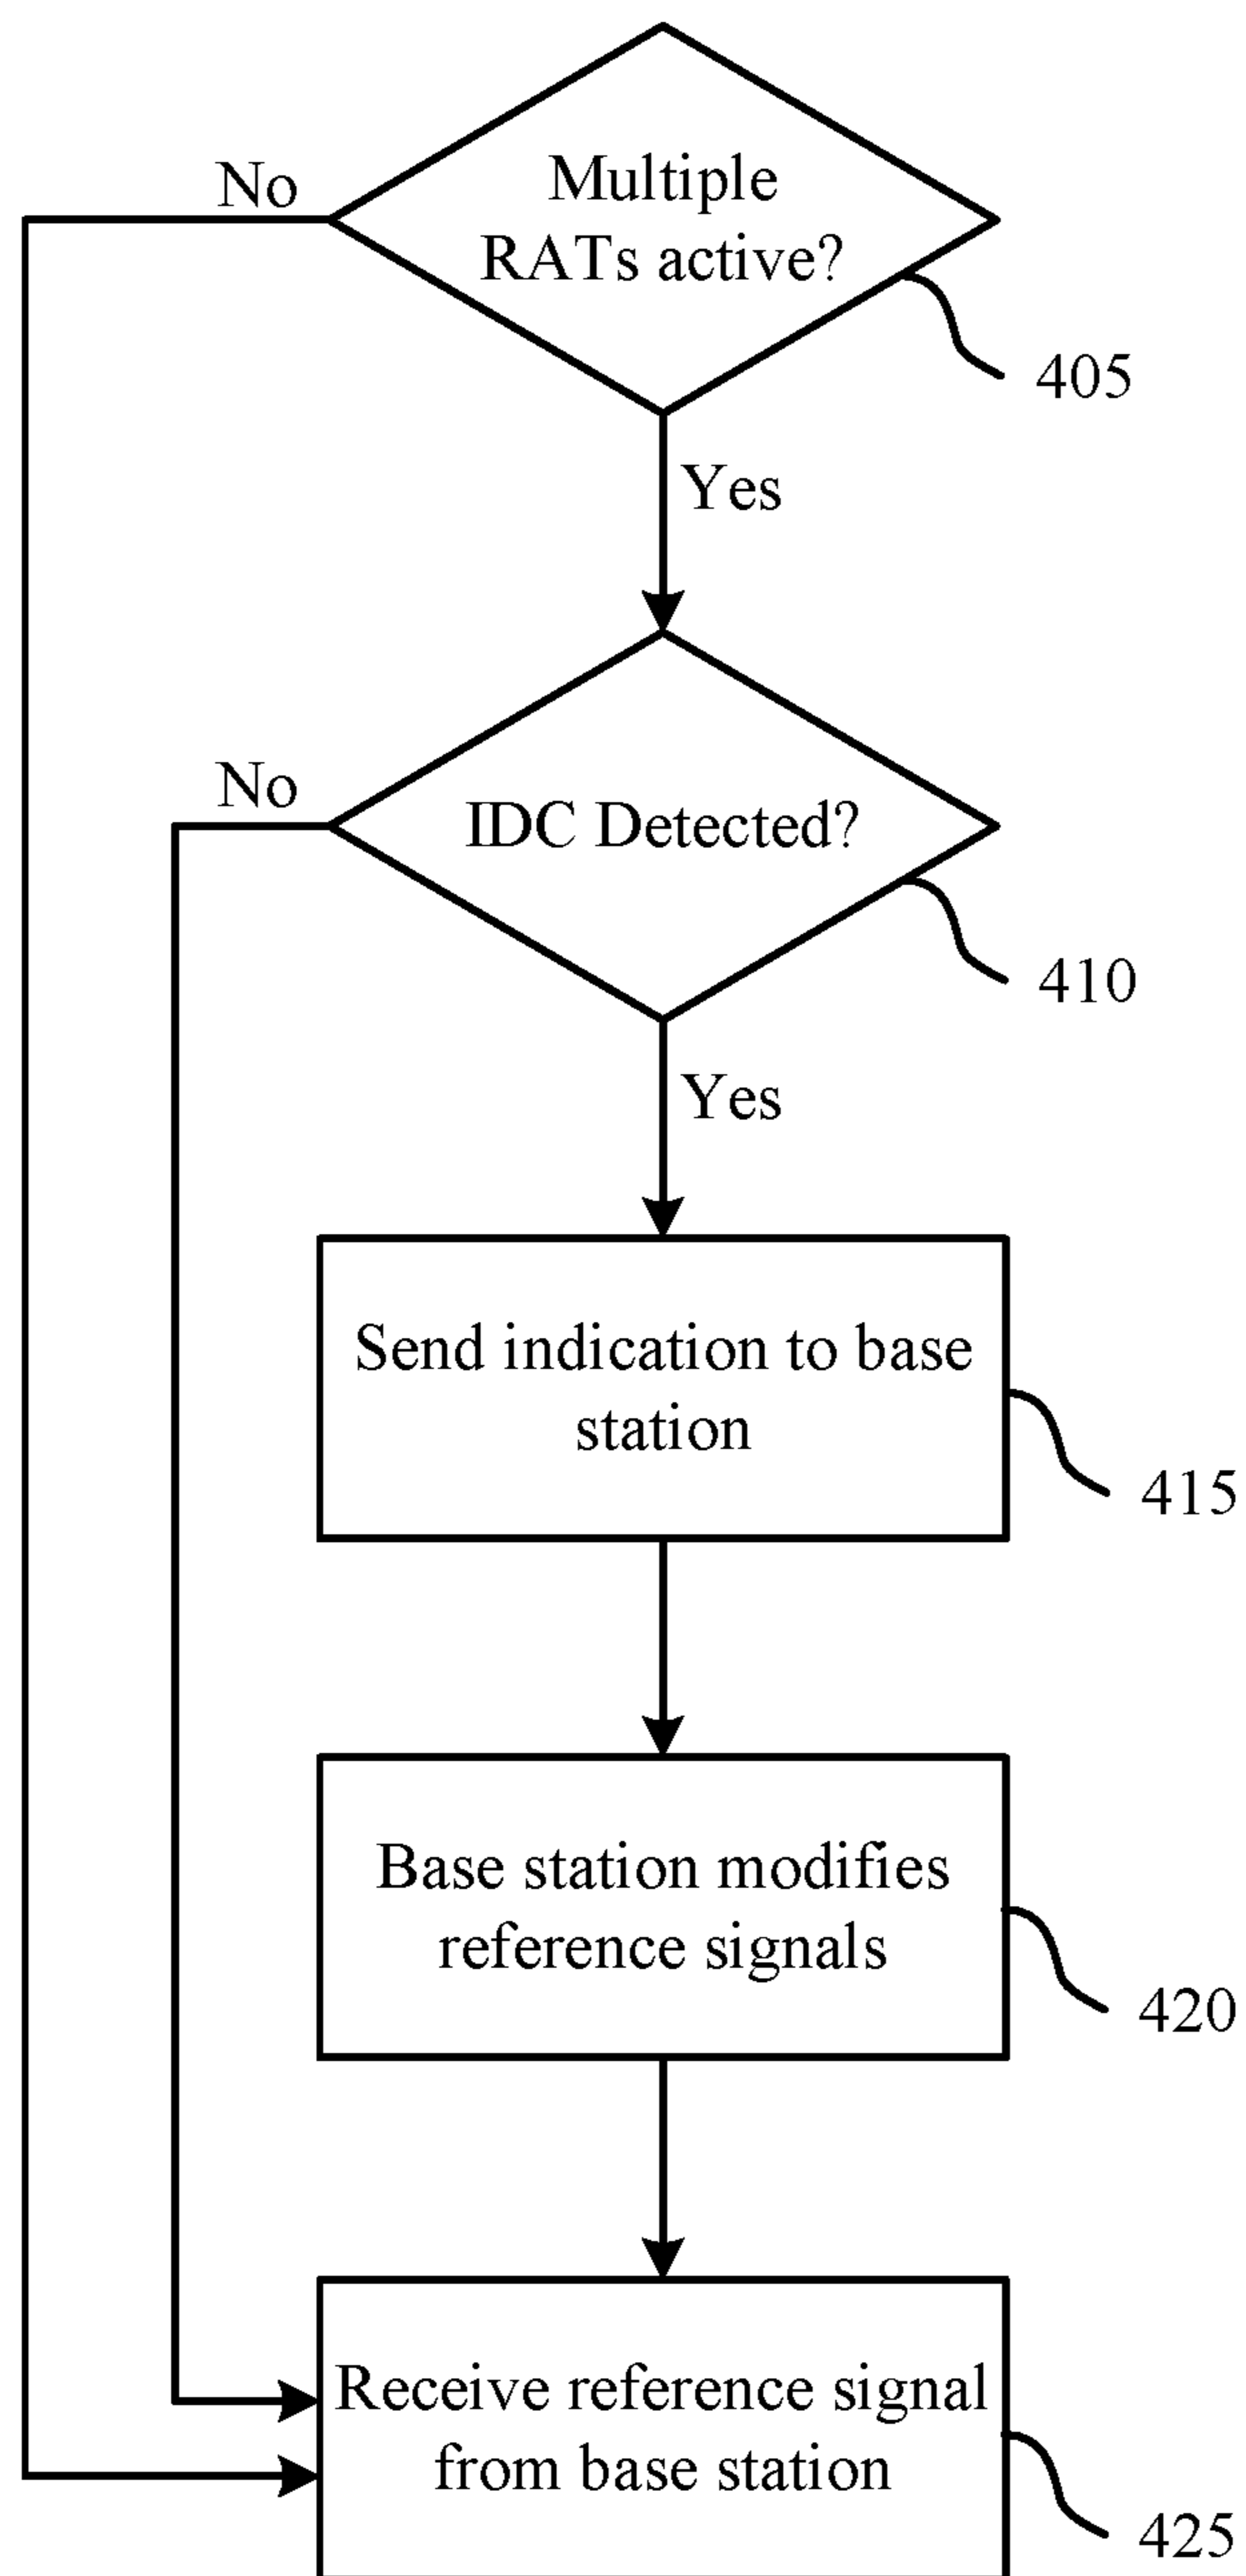 No
Multiple
RATs active?
405
Yes
No
IDC Detected?
410
Yes
Send indication to base
station
415
Base station modifies
reference signals
420
Receive reference signal
from base station
425